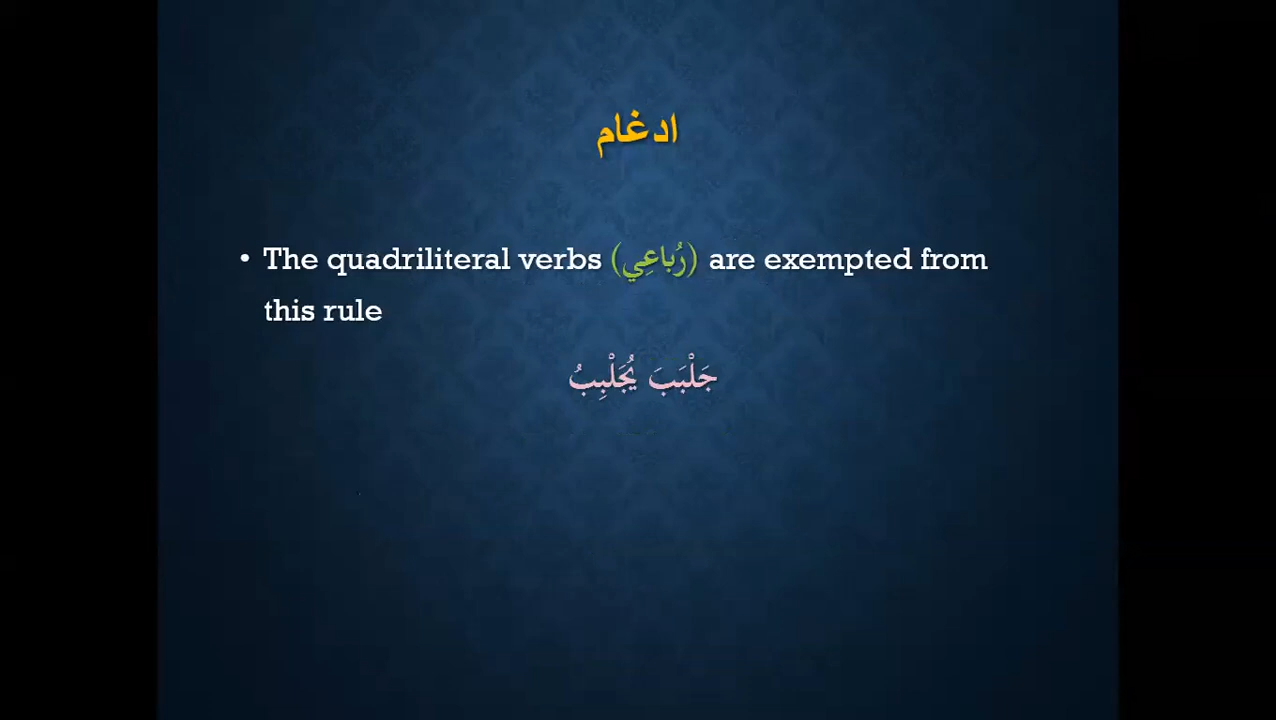 ادغام
• The quadriliteral verbs (رُباعِي) are exempted from
this rule
جَلْبَبَ يُجَلْبِبُ